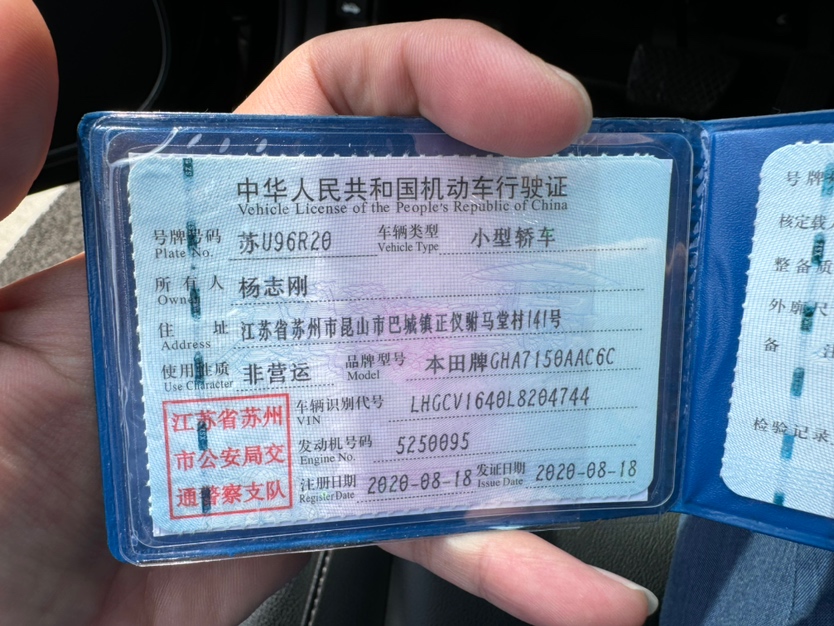 中华人民共和国机动车行驶证
Vehicle License of the People's Republic of China
号牌号码 苏U96R20 车辆类型 小型轿车
Plate No. Vehicle Type
所有人 杨志刚
Owner
住址 江苏省苏州市昆山市巴城镇正仪驸马堂村141号
Address
使用性质 非营运 品牌型号 本田牌GHA7150AAC6C
Use Character Model
江苏省苏州
市公安局交
通警察支队
车辆识别代号 LHGCV1640L8204744
VIN
发动机号码 5250095
Engine No.
注册日期 2020-08-18 发证日期 2020-08-18
Register Date Issue Date
号牌
核定载
整备质
外廓尺
备 注
检验记录